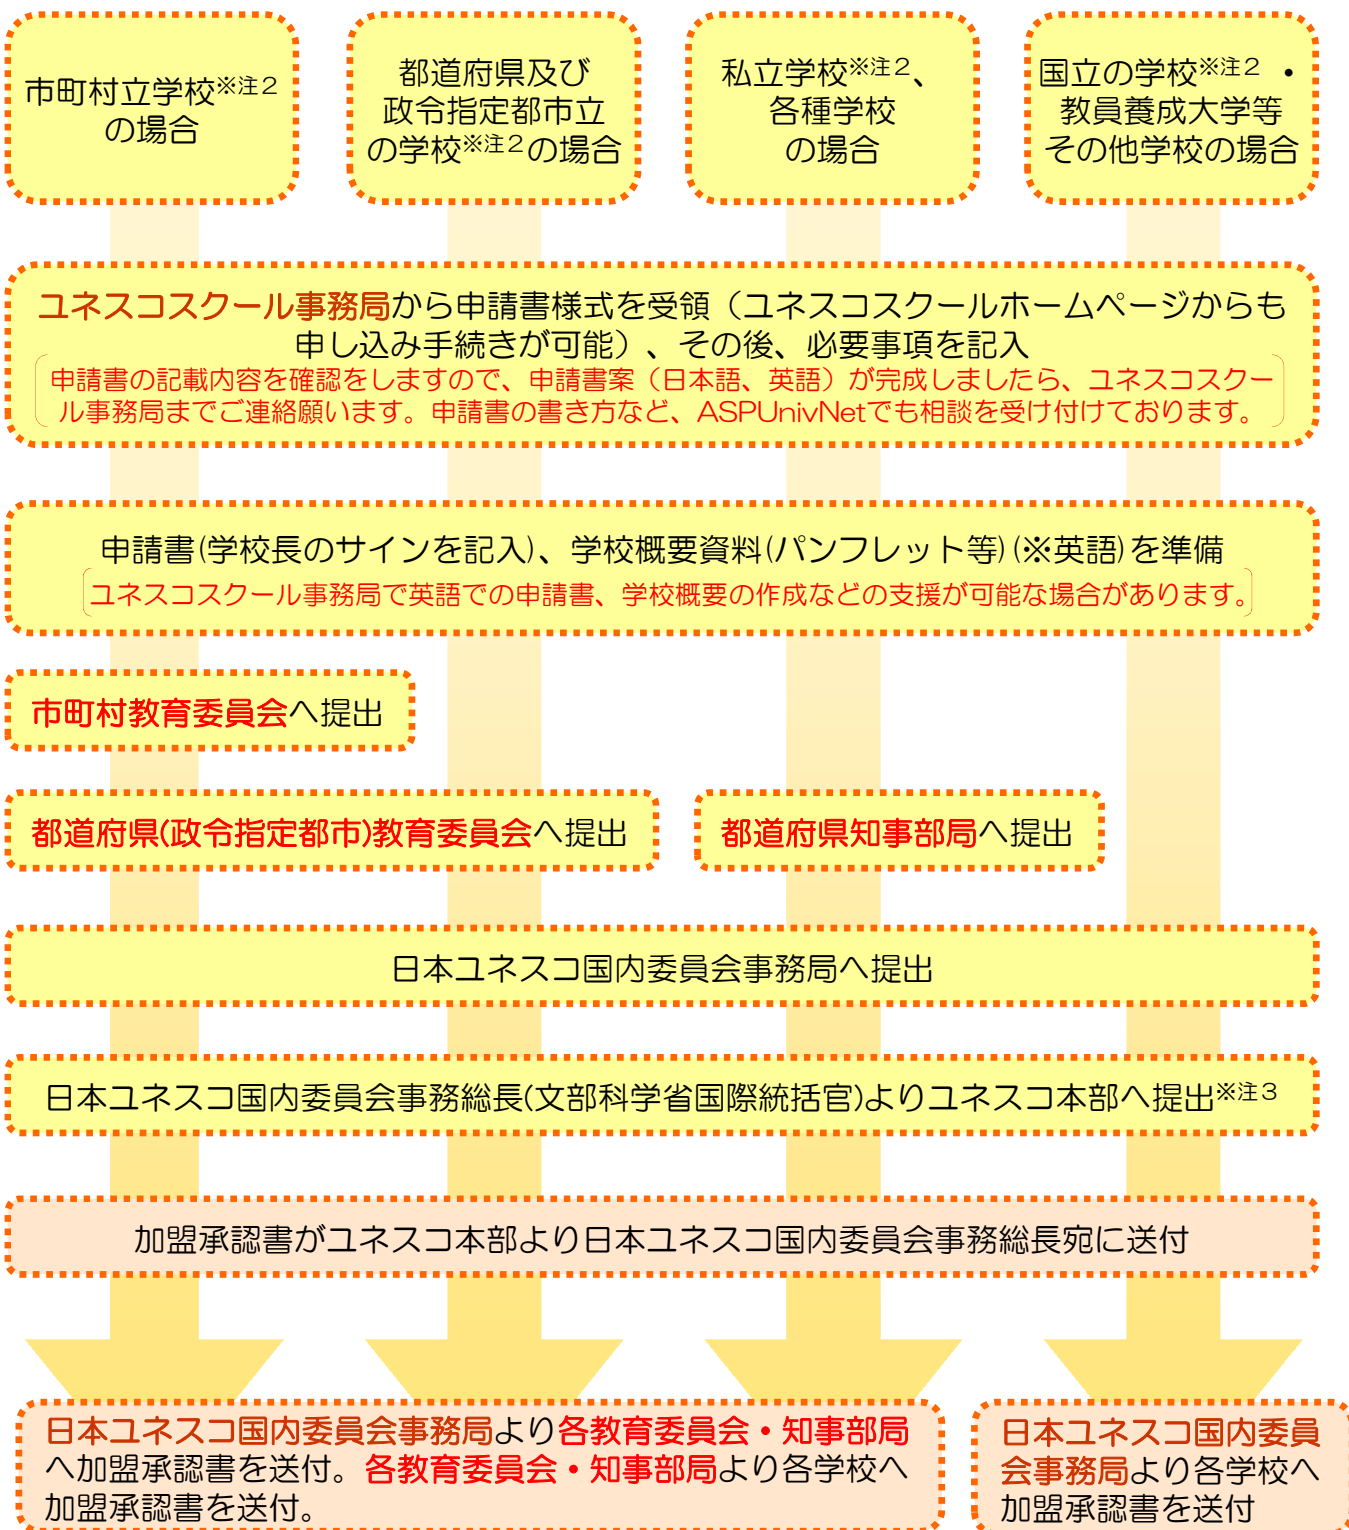 市町村立学校※注2
の場合
都道府県及び
政令指定都市立
の学校※注2の場合
私立学校※注2、
各種学校
の場合
国立の学校※注2 ・
教員養成大学等
その他学校の場合
ユネスコスクール事務局から申請書様式を受領（ユネスコスクールホームページからも
申し込み手続きが可能）、その後、必要事項を記入
申請書の記載内容を確認をしますので、申請書案（日本語、英語）が完成しましたら、ユネスコスクー
ル事務局までご連絡願います。申請書の書き方など、ASPUnivNetでも相談を受け付けております。
申請書(学校長のサインを記入)、学校概要資料(パンフレット等)(※英語)を準備
ユネスコスクール事務局で英語での申請書、学校概要の作成などの支援が可能な場合があります。
市町村教育委員会へ提出
都道府県(政令指定都市)教育委員会へ提出
都道府県知事部局へ提出
日本ユネスコ国内委員会事務局へ提出
日本ユネスコ国内委員会事務総長(文部科学省国際統括官)よりユネスコ本部へ提出※注3
加盟承認書がユネスコ本部より日本ユネスコ国内委員会事務総長宛に送付
日本ユネスコ国内委員会事務局より各教育委員会・知事部局
へ加盟承認書を送付。各教育委員会・知事部局より各学校へ
加盟承認書を送付。
日本ユネスコ国内委員
会事務局より各学校へ
加盟承認書を送付